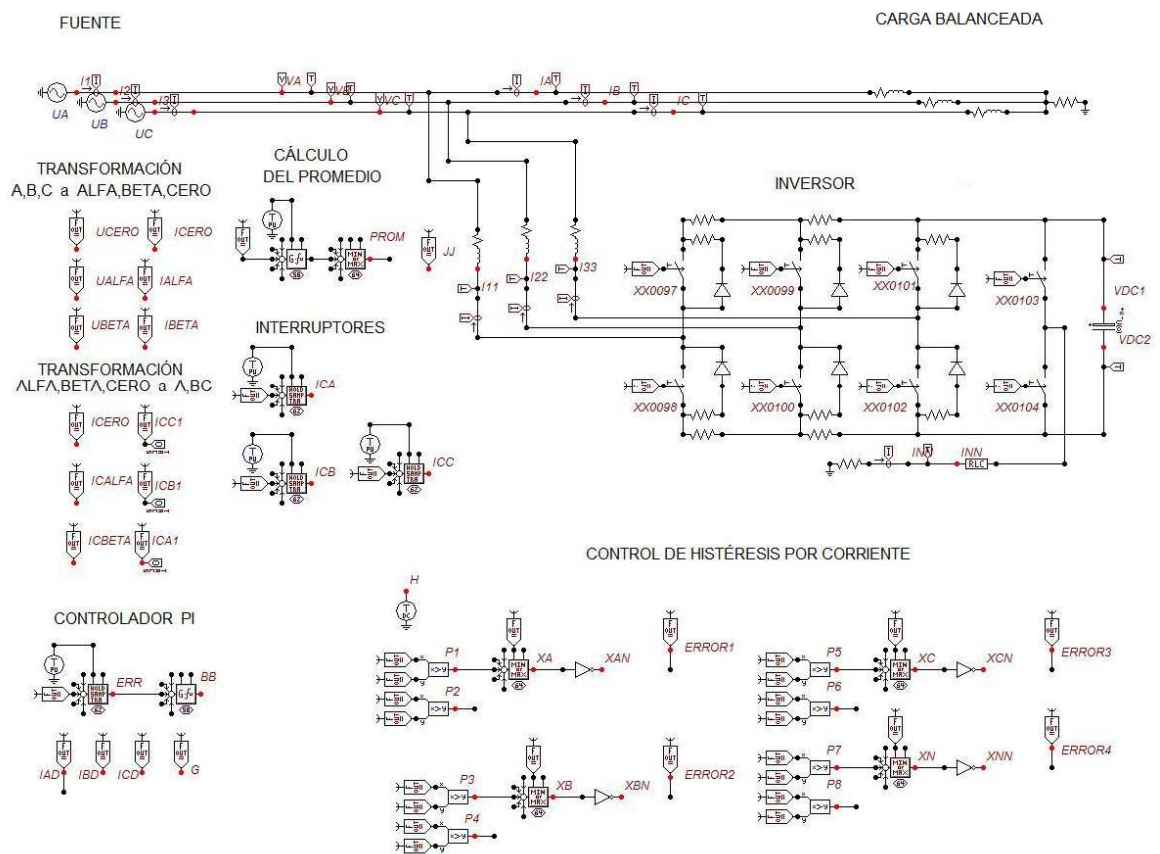 FUENTE
CARGA BALANCEADA
I1
I2
I3
VA
VB
VC
IA
IB
IC
UA
UB
UC
TRANSFORMACIÓN
A,B,C a ALFA,BETA,CERO
UCERO
ICERO
UALFA
IALFA
UBETA
IBETA
CÁLCULO
DEL PROMEDIO
PROM
JJ
I11
I22
I33
INVERSOR
XX0097
XX0099
XX0101
XX0103
VDC1
VDC2
XX0098
XX0100
XX0102
XX0104
INN
INN
RLC
TRANSFORMACIÓN
ALFA,BETA,CERO a A,BC
ICERO
ICC1
ICALFA
ICB1
ICBETA
ICA1
INTERRUPTORES
ICA
ICB
ICC
CONTROLADOR PI
ERR
BB
IAD
IBD
ICD
G
CONTROL DE HISTÉRESIS POR CORRIENTE
H
P1
XA
XAN
P2
ERROR1
P3
XB
XBN
P4
ERROR2
P5
XC
XCN
P6
ERROR3
P7
XN
XNN
P8
ERROR4